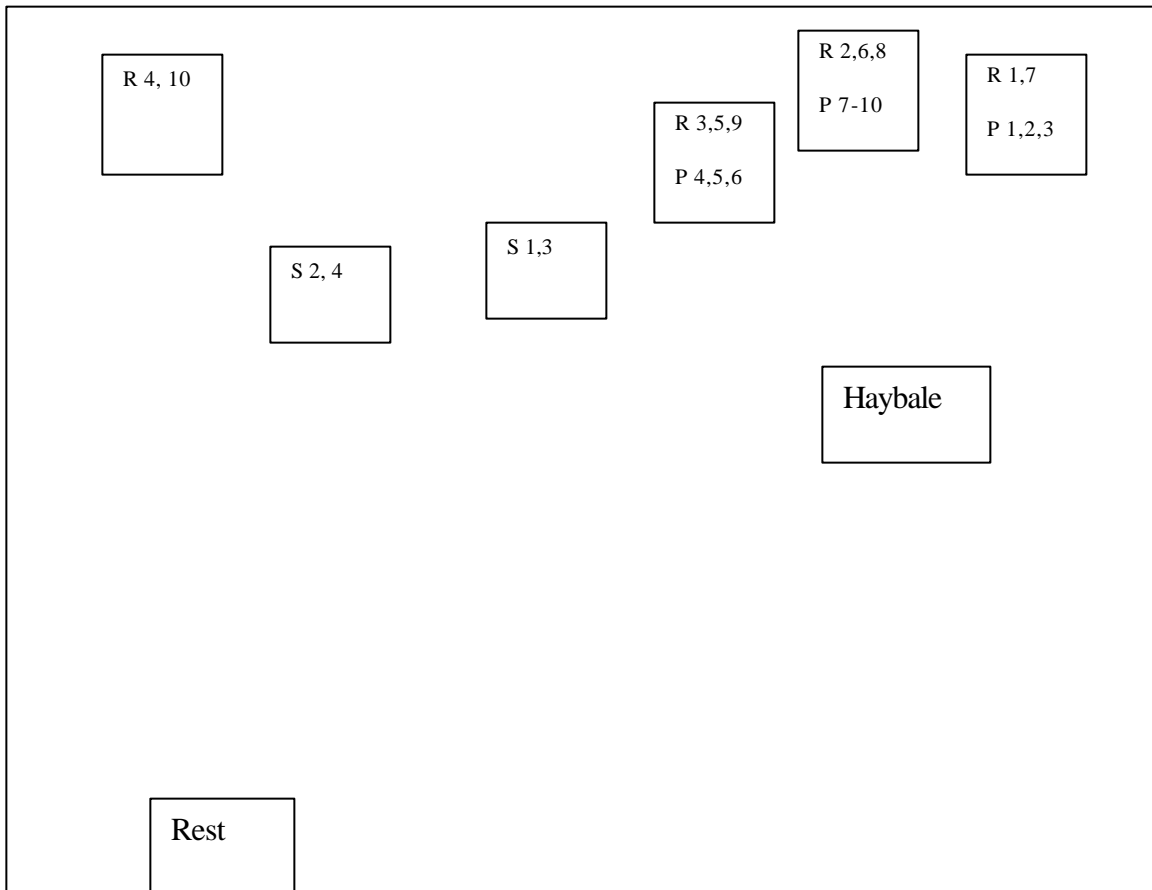 R 4, 10
R 2,6,8
P 7-10
R 1,7
P 1,2,3
R 3,5,9
P 4,5,6
S 2, 4
S 1,3
Haybale
Rest